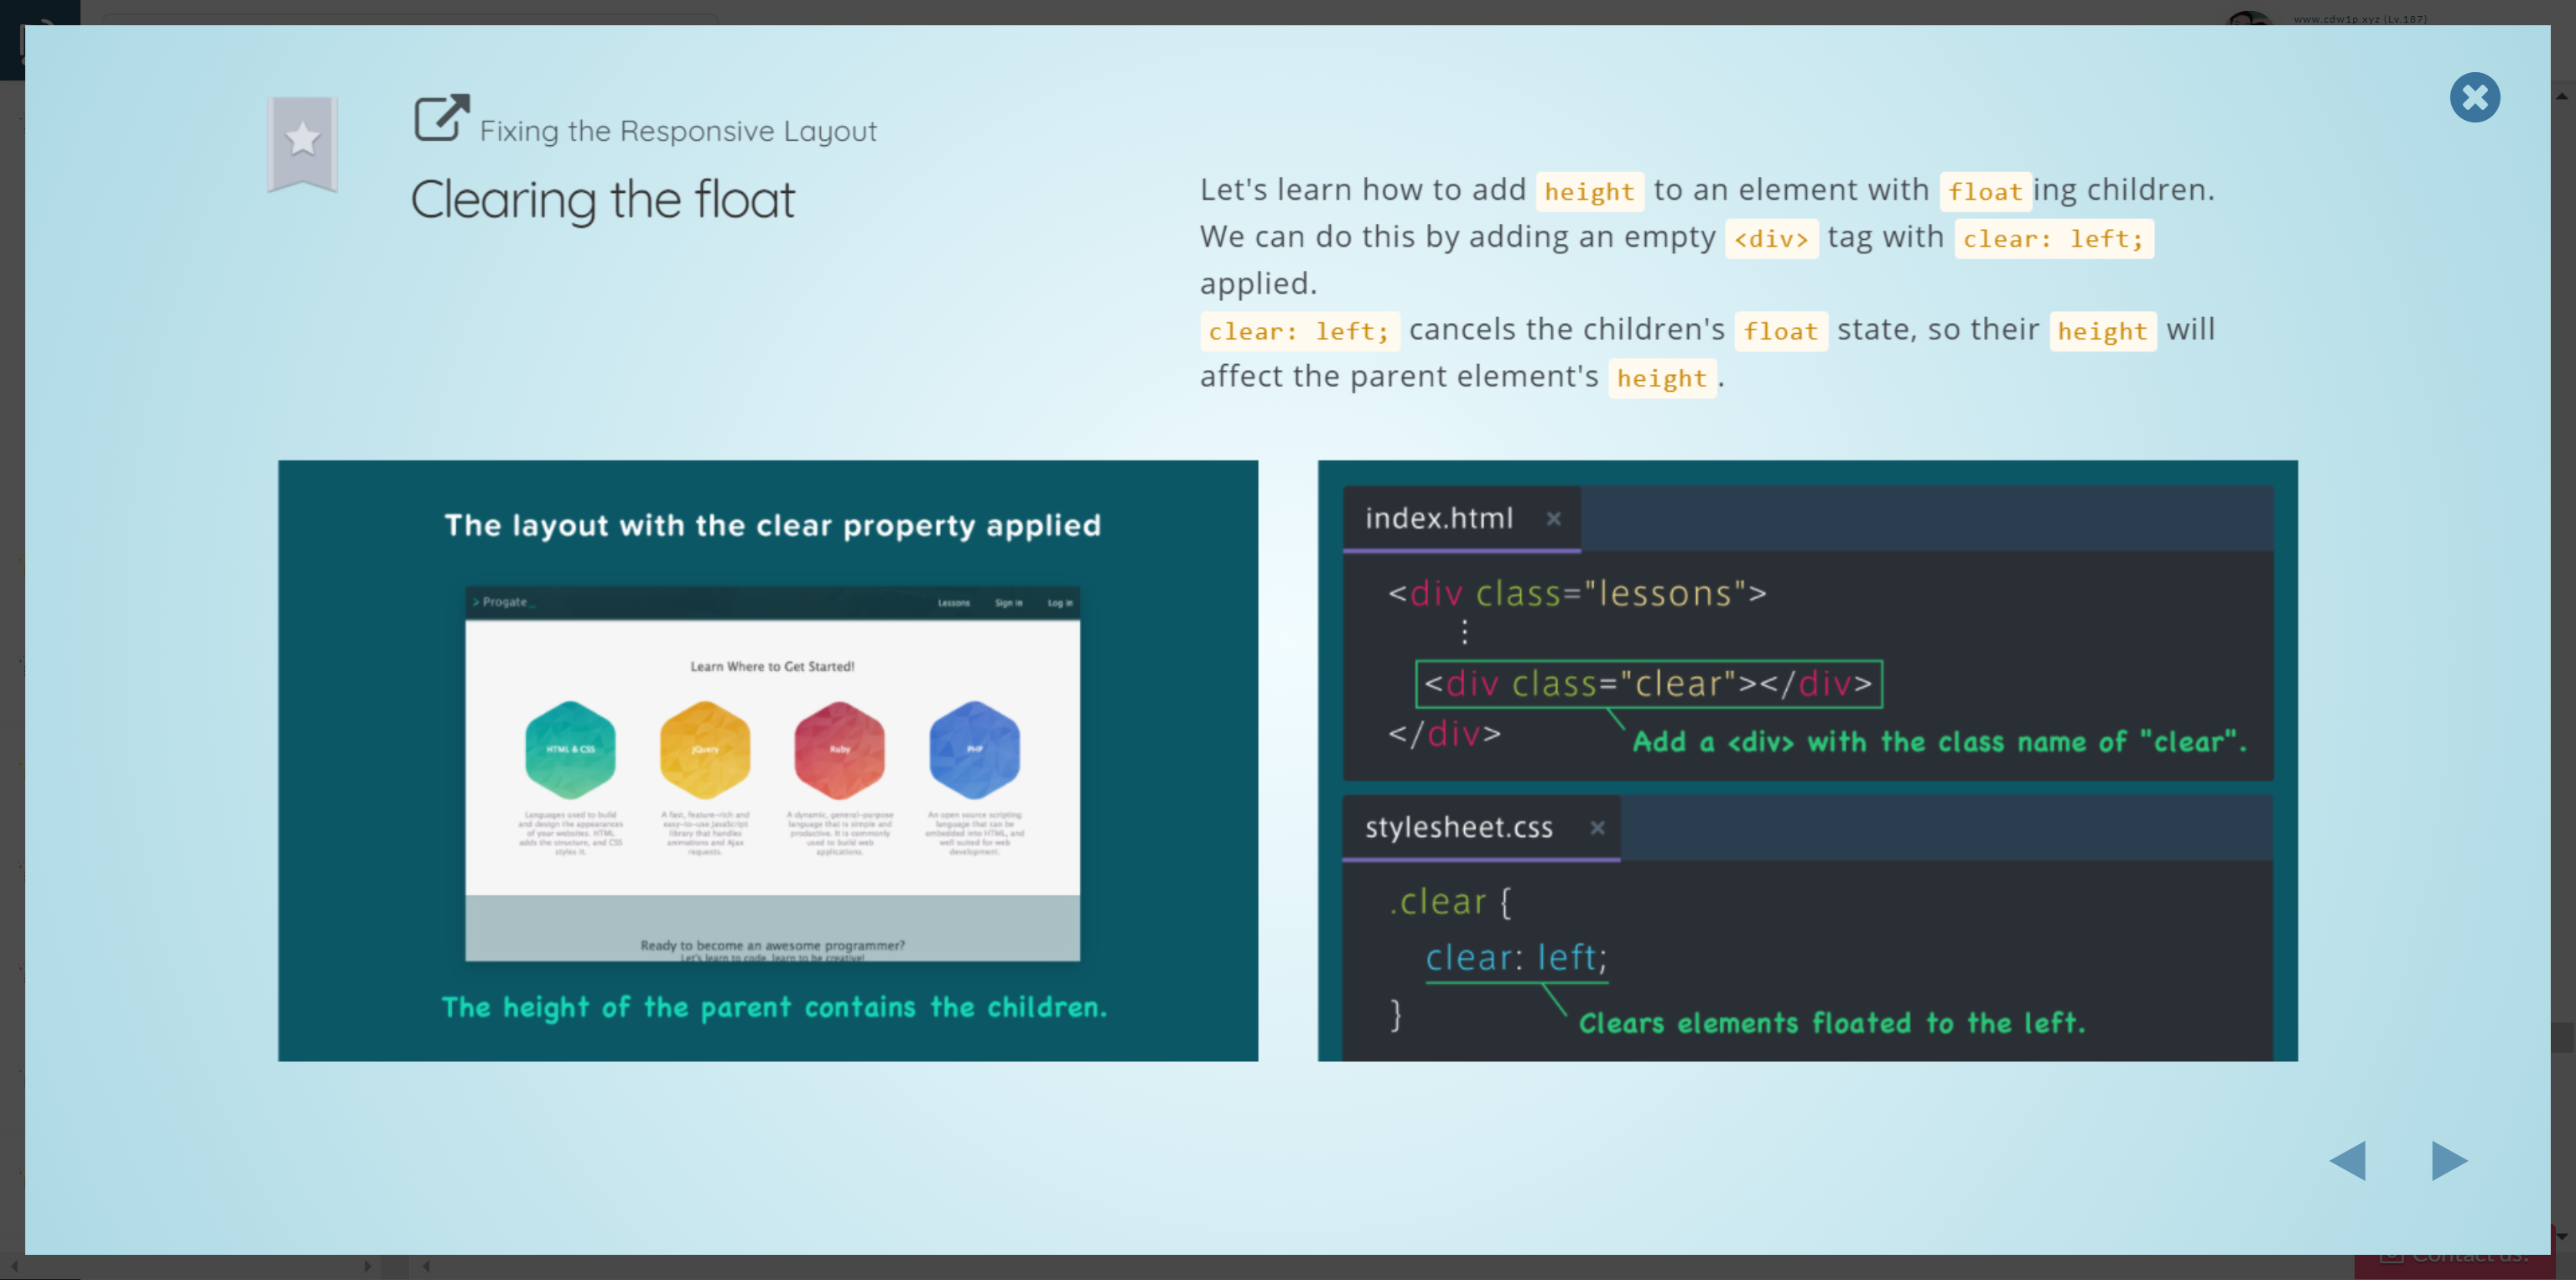 www.cdw1p.xyz (Lv.187)
Fixing the Responsive Layout
Clearing the float
Let's learn how to add height to an element with floating children.
We can do this by adding an empty <div> tag with clear: left;
applied.
clear: left; cancels the children's float state, so their height will
affect the parent element's height.
The layout with the clear property applied
> Progate_
Lessons Sign in Log in
Learn Where to Get Started!
HTML & CSS jQuery Ruby PHP
Languages used to build
and design the appearances
of your websites. HTML
adds the structure, and CSS
styles it.
A fast, feature-rich and
easy-to-use JavaScript
library that handles
animations and Ajax
requests.
A dynamic, general-purpose
language that is simple and
productive. It is commonly
used to build web
applications.
An open source scripting
language that can be
embedded into HTML, and
well suited for web
development.
Ready to become an awesome programmer?
Let's learn to code, learn to be creative!
The height of the parent contains the children.
index.html ×
<div class="lessons">
⋮
<div class="clear"></div>
</div>
Add a <div> with the class name of "clear".
stylesheet.css ×
.clear {
clear: left;
}
Clears elements floated to the left.
Contact us!